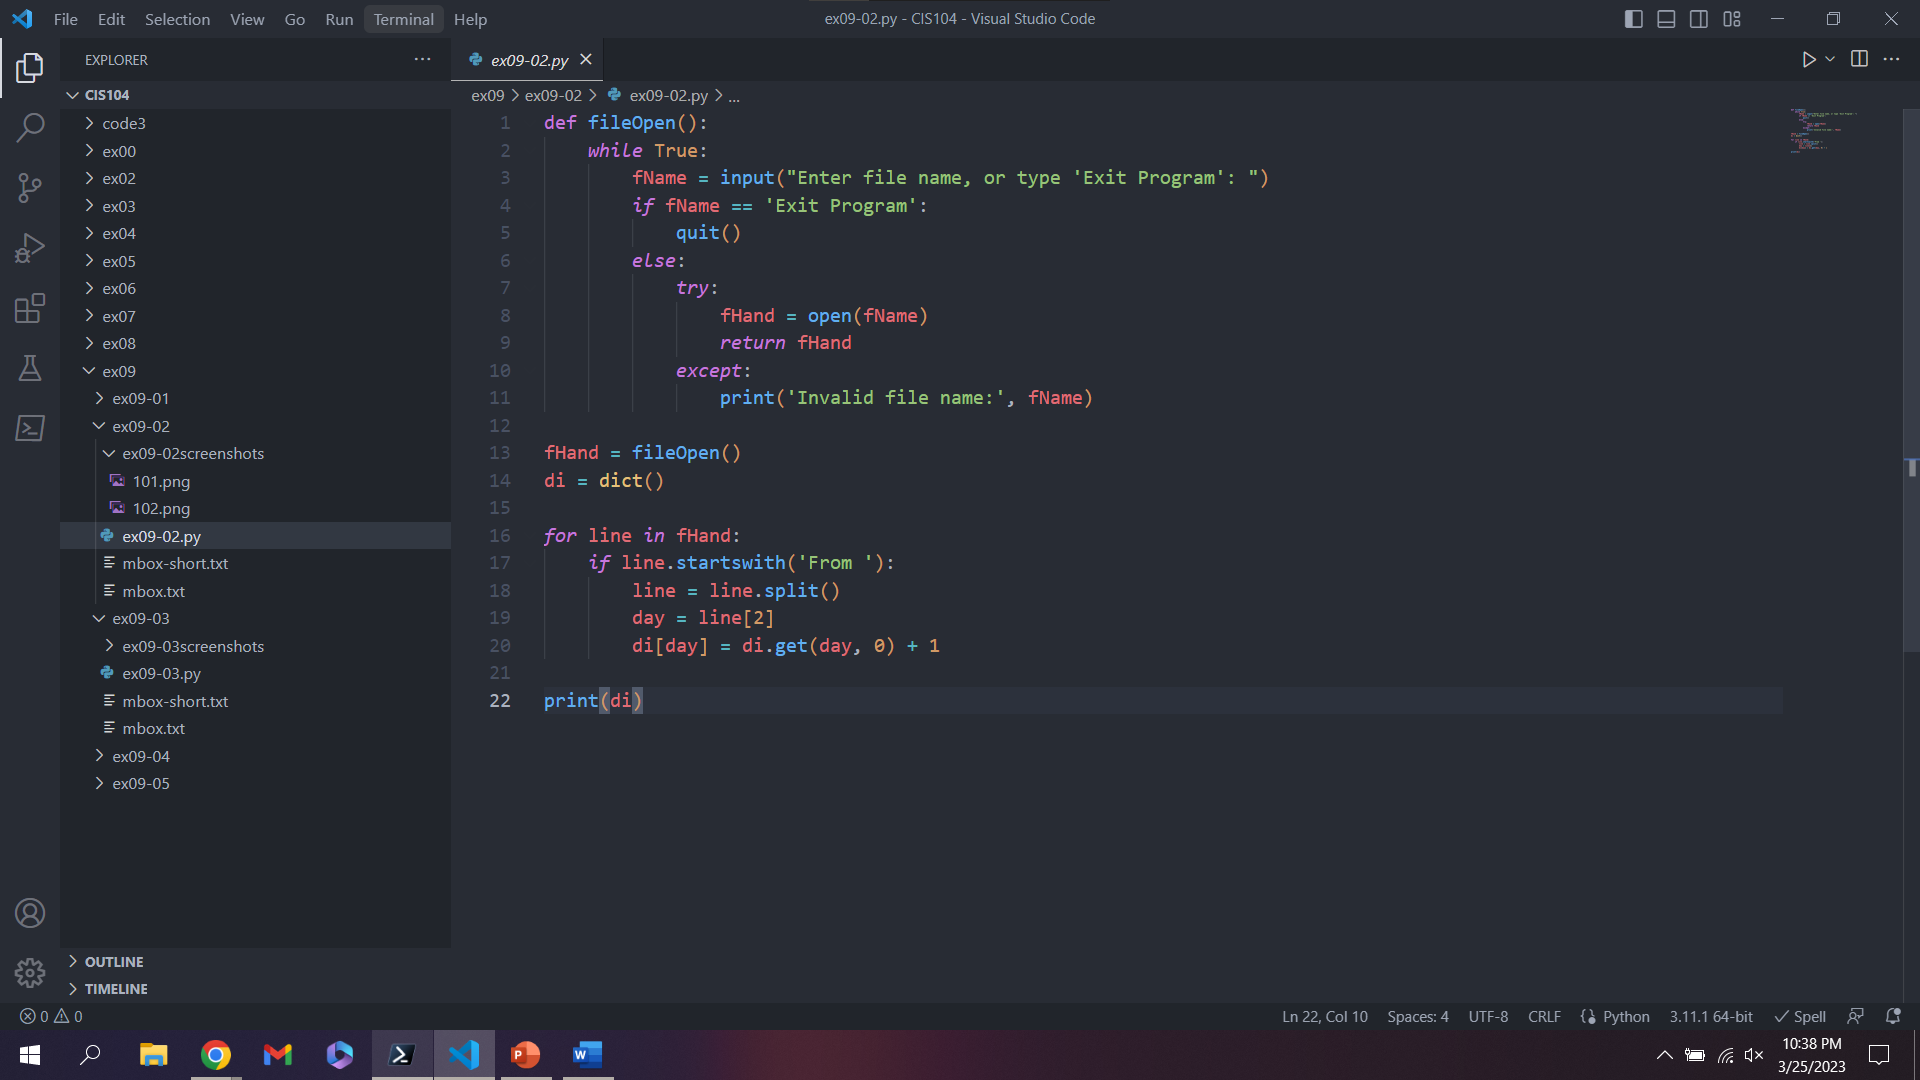 File Edit Selection View Go Run Terminal Help
ex09-02.py - CIS104 - Visual Studio Code
EXPLORER
CIS104
code3
ex00
ex02
ex03
ex04
ex05
ex06
ex07
ex08
ex09
ex09-01
ex09-02
ex09-02screenshots
101.png
102.png
ex09-02.py
mbox-short.txt
mbox.txt
ex09-03
ex09-03screenshots
ex09-03.py
mbox-short.txt
mbox.txt
ex09-04
ex09-05
OUTLINE
TIMELINE
ex09-02.py
ex09 > ex09-02 > ex09-02.py > ...
1 def fileOpen():
2 while True:
3 fName = input("Enter file name, or type 'Exit Program': ")
4 if fName == 'Exit Program':
5 quit()
6 else:
7 try:
8 fHand = open(fName)
9 return fHand
10 except:
11 print('Invalid file name:', fName)
12
13 fHand = fileOpen()
14 di = dict()
15
16 for line in fHand:
17 if line.startswith('From '):
18 line = line.split()
19 day = line[2]
20 di[day] = di.get(day, 0) + 1
21
22 print(di)
0 0
Ln 22, Col 10 Spaces: 4 UTF-8 CRLF Python 3.11.1 64-bit Spell
10:38 PM
3/25/2023